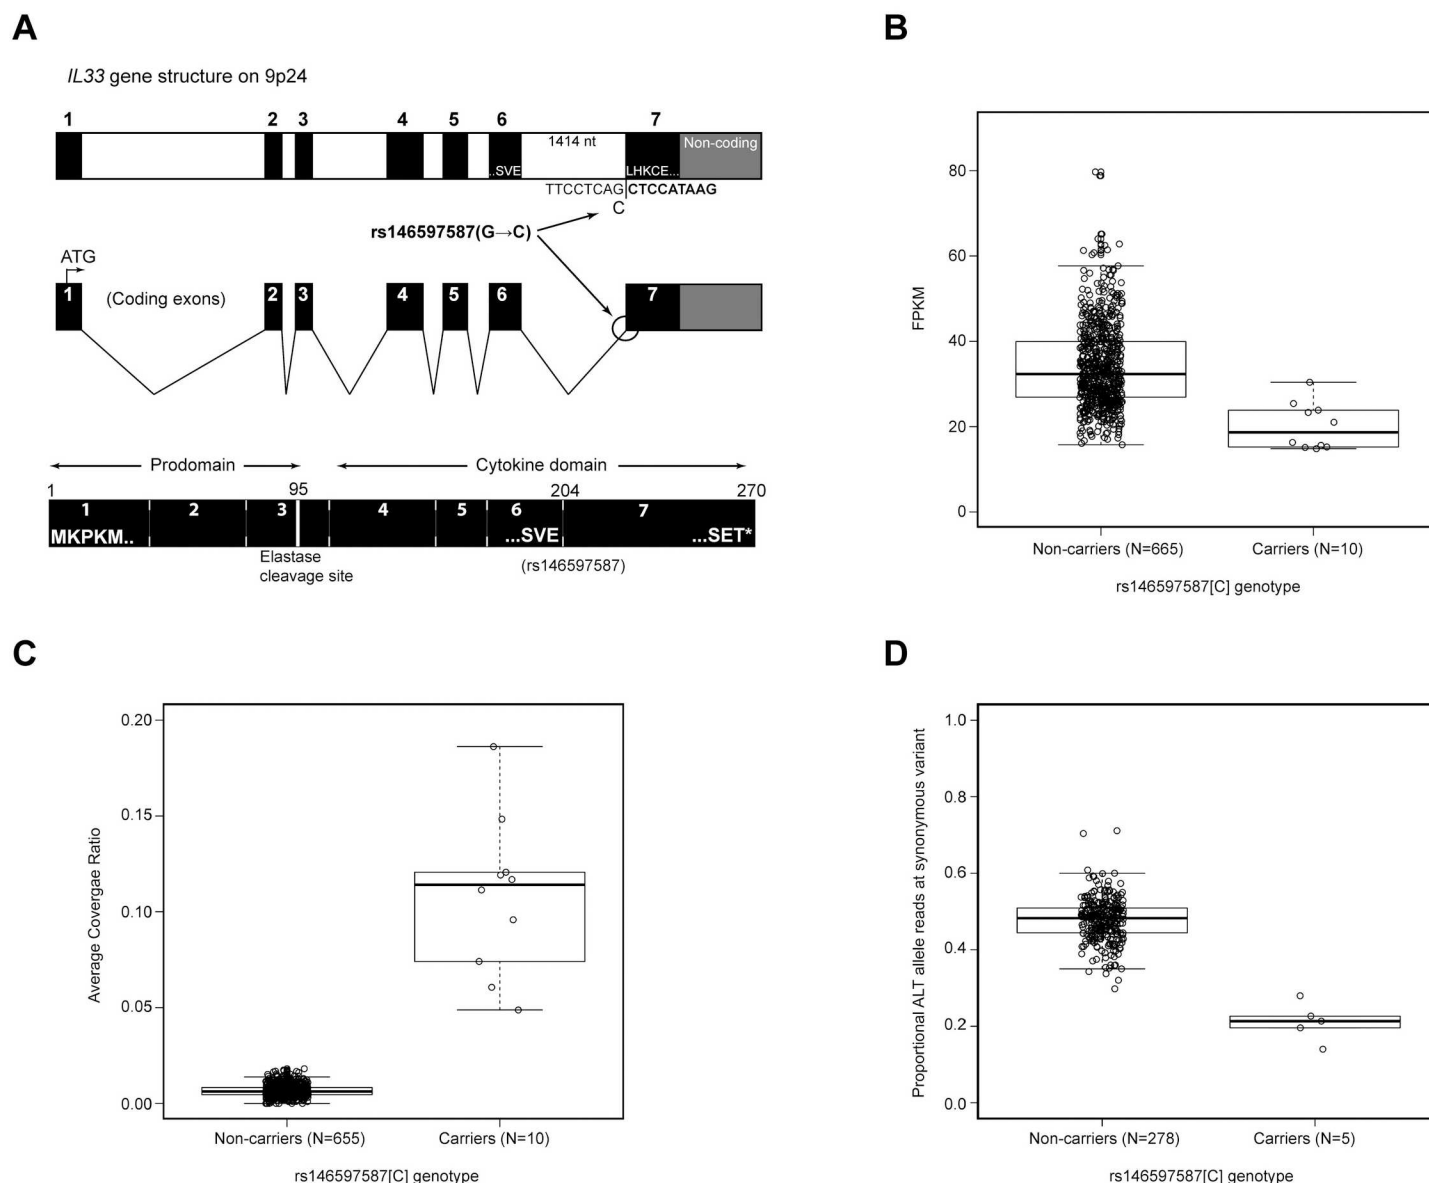 A
IL33 gene structure on 9p24
1 2 3 4 5 6 7
1414 nt
Non-coding
..SVE
LHKCE...
TTCCTCAG CTCCATAAG
C
rs146597587(G→C)
ATG
1 (Coding exons) 2 3 4 5 6 7
Prodomain Cytokine domain
1 95 204 270
1 2 3 4 5 6 7
MKPKM.. ...SVE ...SET*
Elastase
cleavage site
(rs146597587)
B
FPKM
80
60
40
20
0
Non-carriers (N=665) Carriers (N=10)
rs146597587[C] genotype
C
Average Covergae Ratio
0.20
0.15
0.10
0.05
0.00
Non-carriers (N=655) Carriers (N=10)
rs146597587[C] genotype
D
Proportional ALT allele reads at synonymous variant
1.0
0.8
0.6
0.4
0.2
0.0
Non-carriers (N=278) Carriers (N=5)
rs146597587[C] genotype